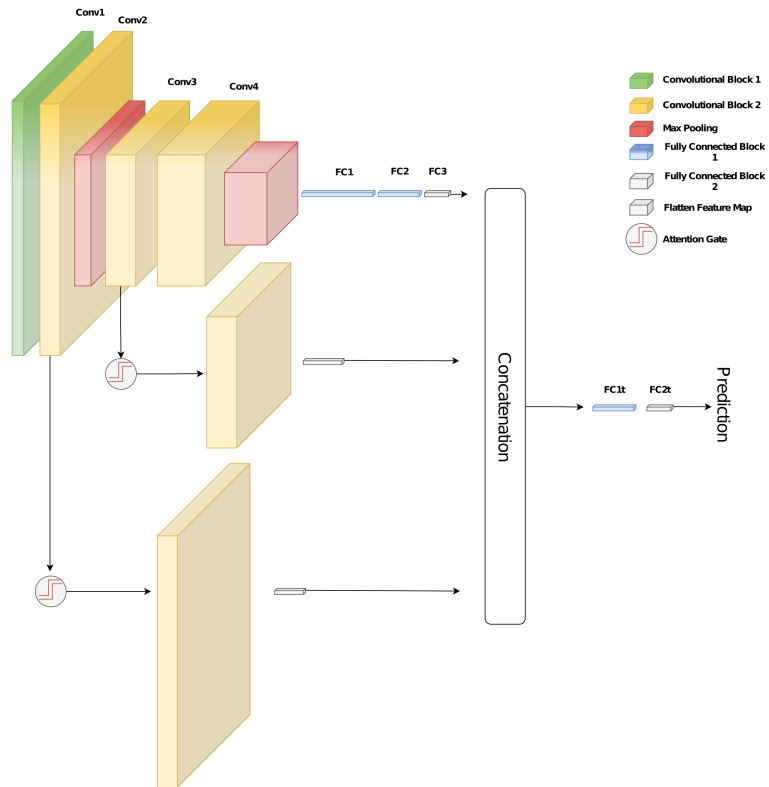 Conv1
Conv2
Conv3
Conv4
FC1
FC2
FC3
Convolutional Block 1
Convolutional Block 2
Max Pooling
Fully Connected Block
1
Fully Connected Block
2
Flatten Feature Map
Attention Gate
Concatenation
FC1t
FC2t
Prediction